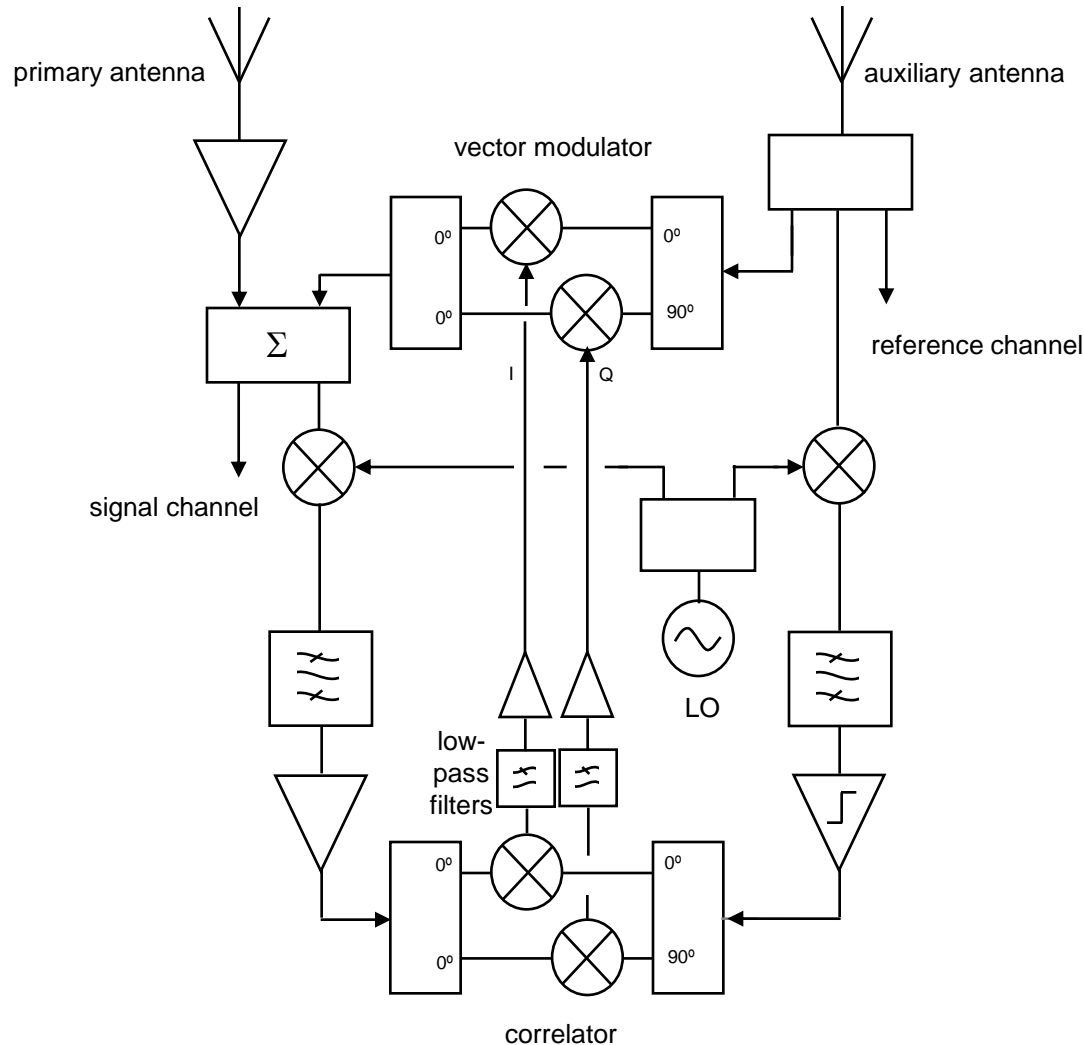 primary antenna
auxiliary antenna
vector modulator
0º
0º
0º
90º
Σ
reference channel
I
Q
signal channel
LO
low-
pass
filters
0º
0º
0º
90º
correlator